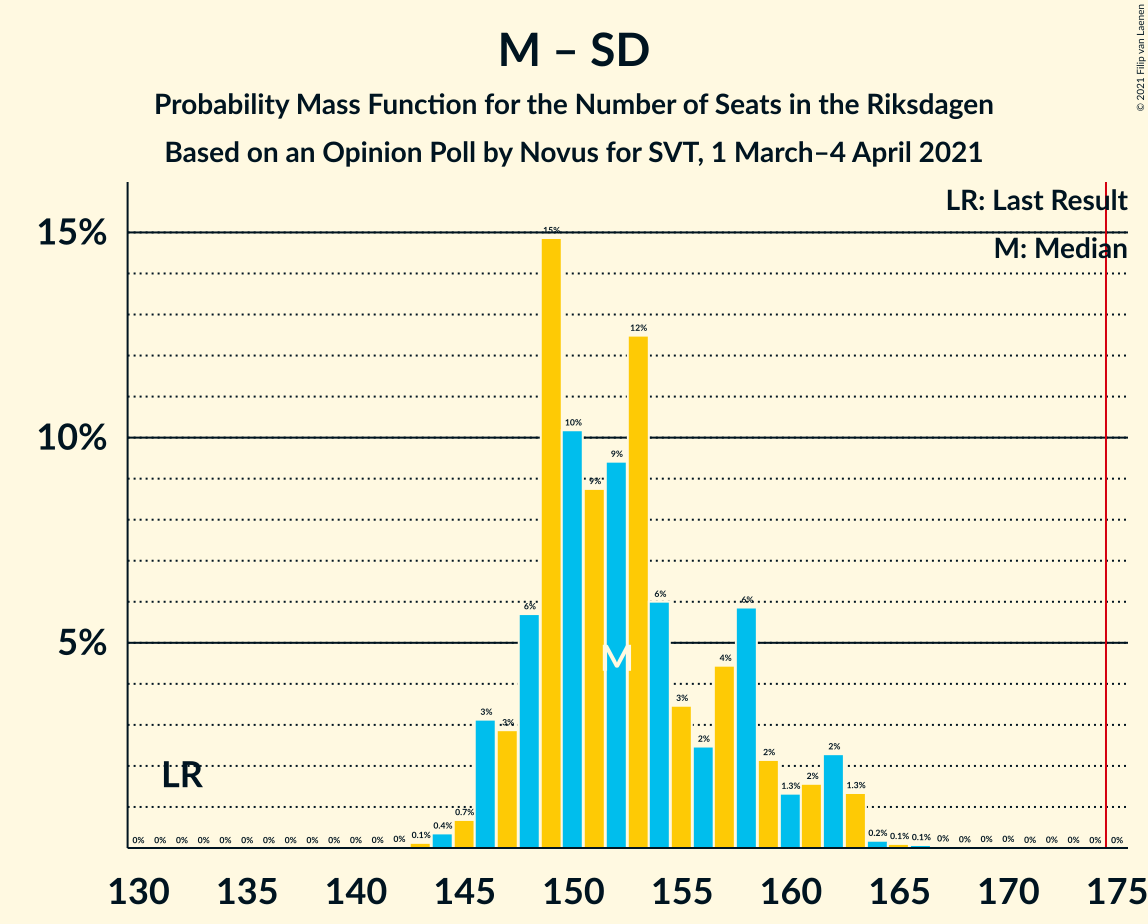 © 2021 Filip van Laenen
M – SD
Probability Mass Function for the Number of Seats in the Riksdagen
Based on an Opinion Poll by Novus for SVT, 1 March–4 April 2021
LR: Last Result
M: Median
15%
10%
5%
0% 0% 0% 0% 0% 0% 0% 0% 0% 0% 0% 0% 0% 0.1% 0.4% 0.7% 3% 3% 6% 15% 10% 9% 9% 12% 6% 3% 2% 4% 6% 2% 1.3% 2% 2% 1.3% 0.2% 0.1% 0.1% 0% 0% 0% 0% 0% 0% 0% 0% 0%
M
LR
130 135 140 145 150 155 160 165 170 175